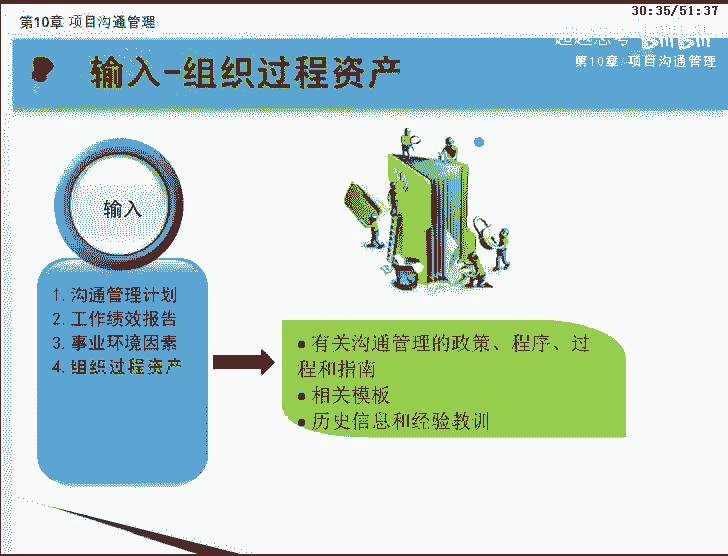 30:35/51:37
第10章 项目沟通管理
bilibili
第10章 项目沟通管理
输入-组织过程资产
输入
1. 沟通管理计划
2. 工作绩效报告
3. 事业环境因素
4. 组织过程资产
● 有关沟通管理的政策、程序、过
程和指南
● 相关模板
● 历史信息和经验教训